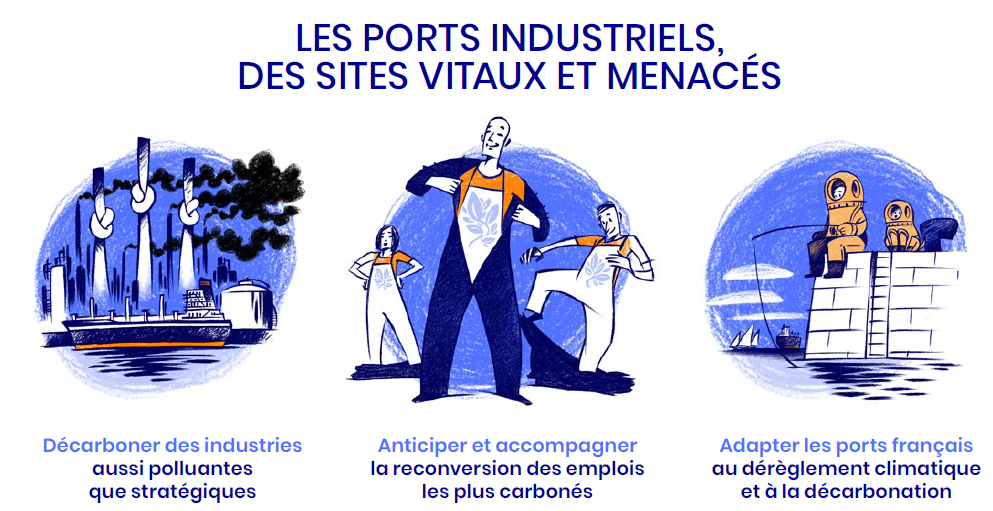 LES PORTS INDUSTRIELS,
DES SITES VITAUX ET MENACÉS
Décarboner des industries
aussi polluantes
que stratégiques
Anticiper et accompagner
la reconversion des emplois
les plus carbonés
Adapter les ports français
au dérèglement climatique
et à la décarbonation